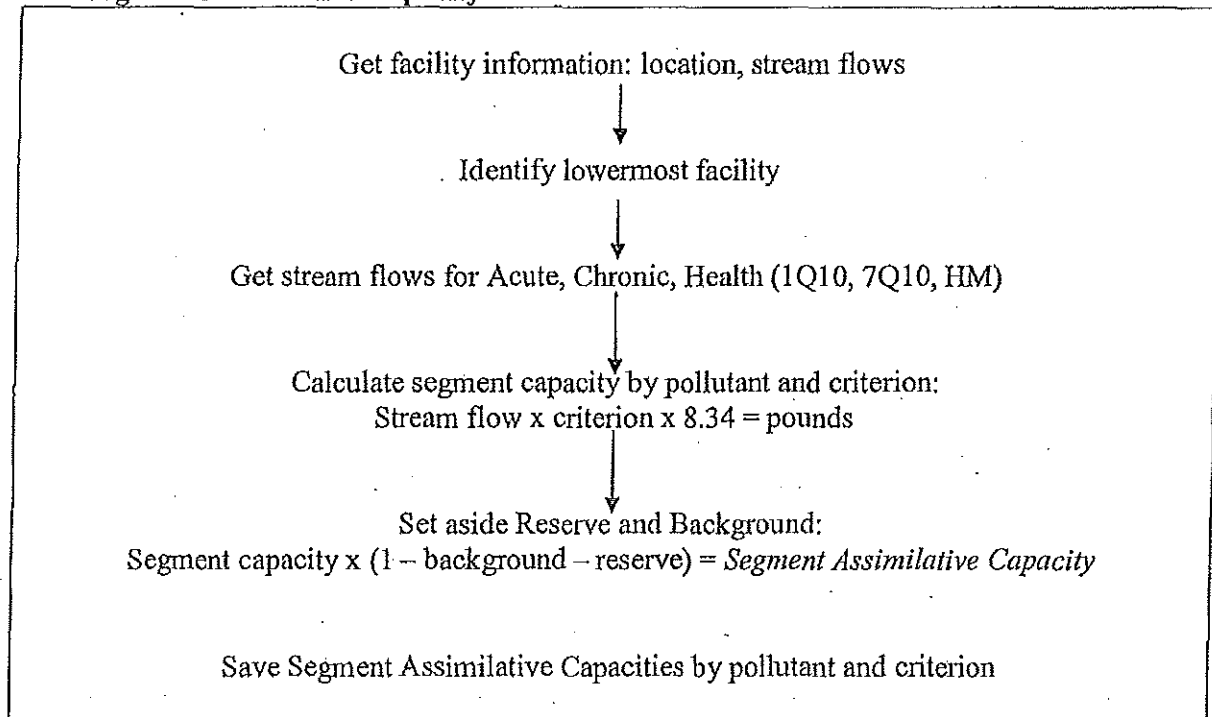 Get facility information: location, stream flows
Identify lowermost facility
Get stream flows for Acute, Chronic, Health (1Q10, 7Q10, HM)
Calculate segment capacity by pollutant and criterion:
Stream flow x criterion x 8.34 = pounds
Set aside Reserve and Background:
Segment capacity x (1 – background – reserve) = Segment Assimilative Capacity
Save Segment Assimilative Capacities by pollutant and criterion